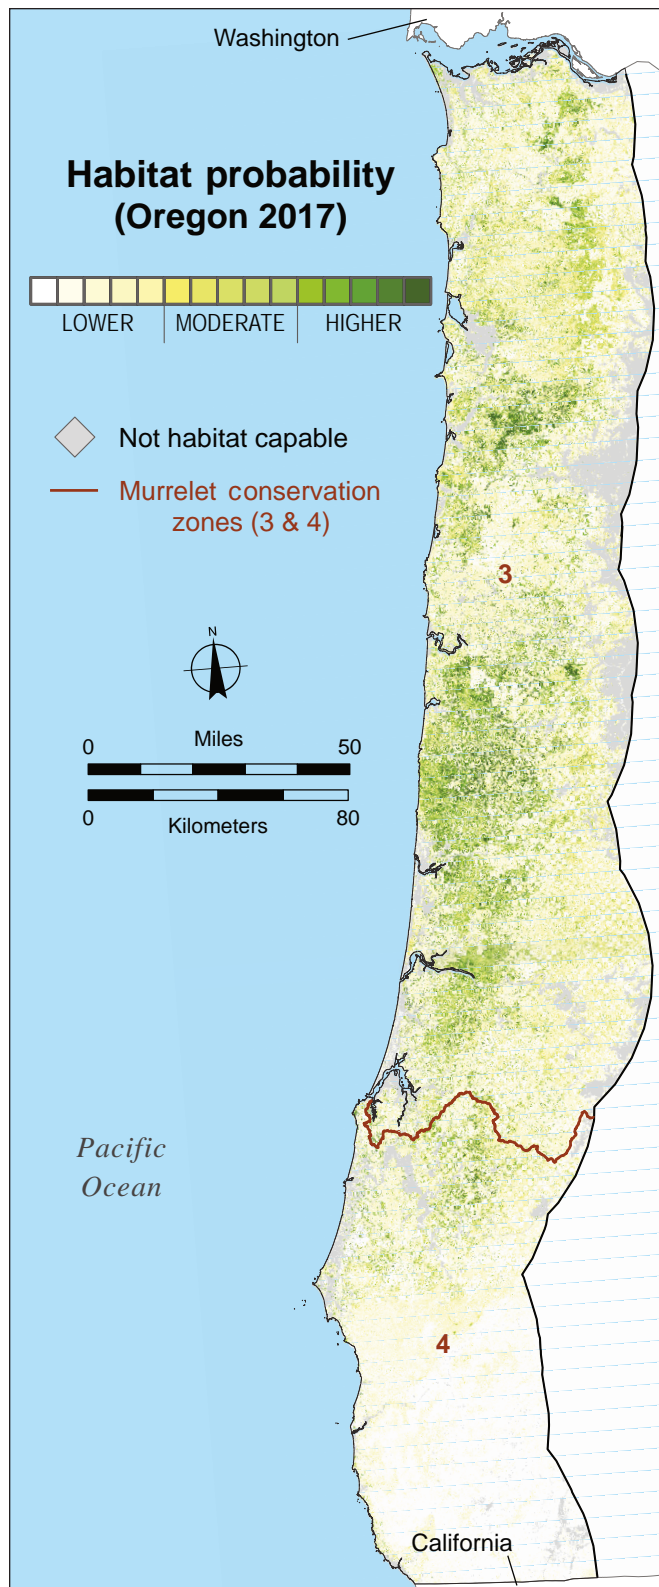 Washington
Habitat probability
(Oregon 2017)
LOWER MODERATE HIGHER
Not habitat capable
Murrelet conservation
zones (3 & 4)
3
N
0 Miles 50
0 Kilometers 80
Pacific
Ocean
4
California